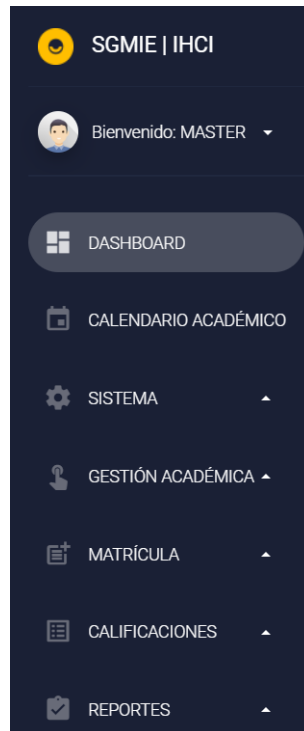 SGMIE | IHCI
Bienvenido: MASTER
DASHBOARD
CALENDARIO ACADÉMICO
SISTEMA
GESTIÓN ACADÉMICA
MATRÍCULA
CALIFICACIONES
REPORTES